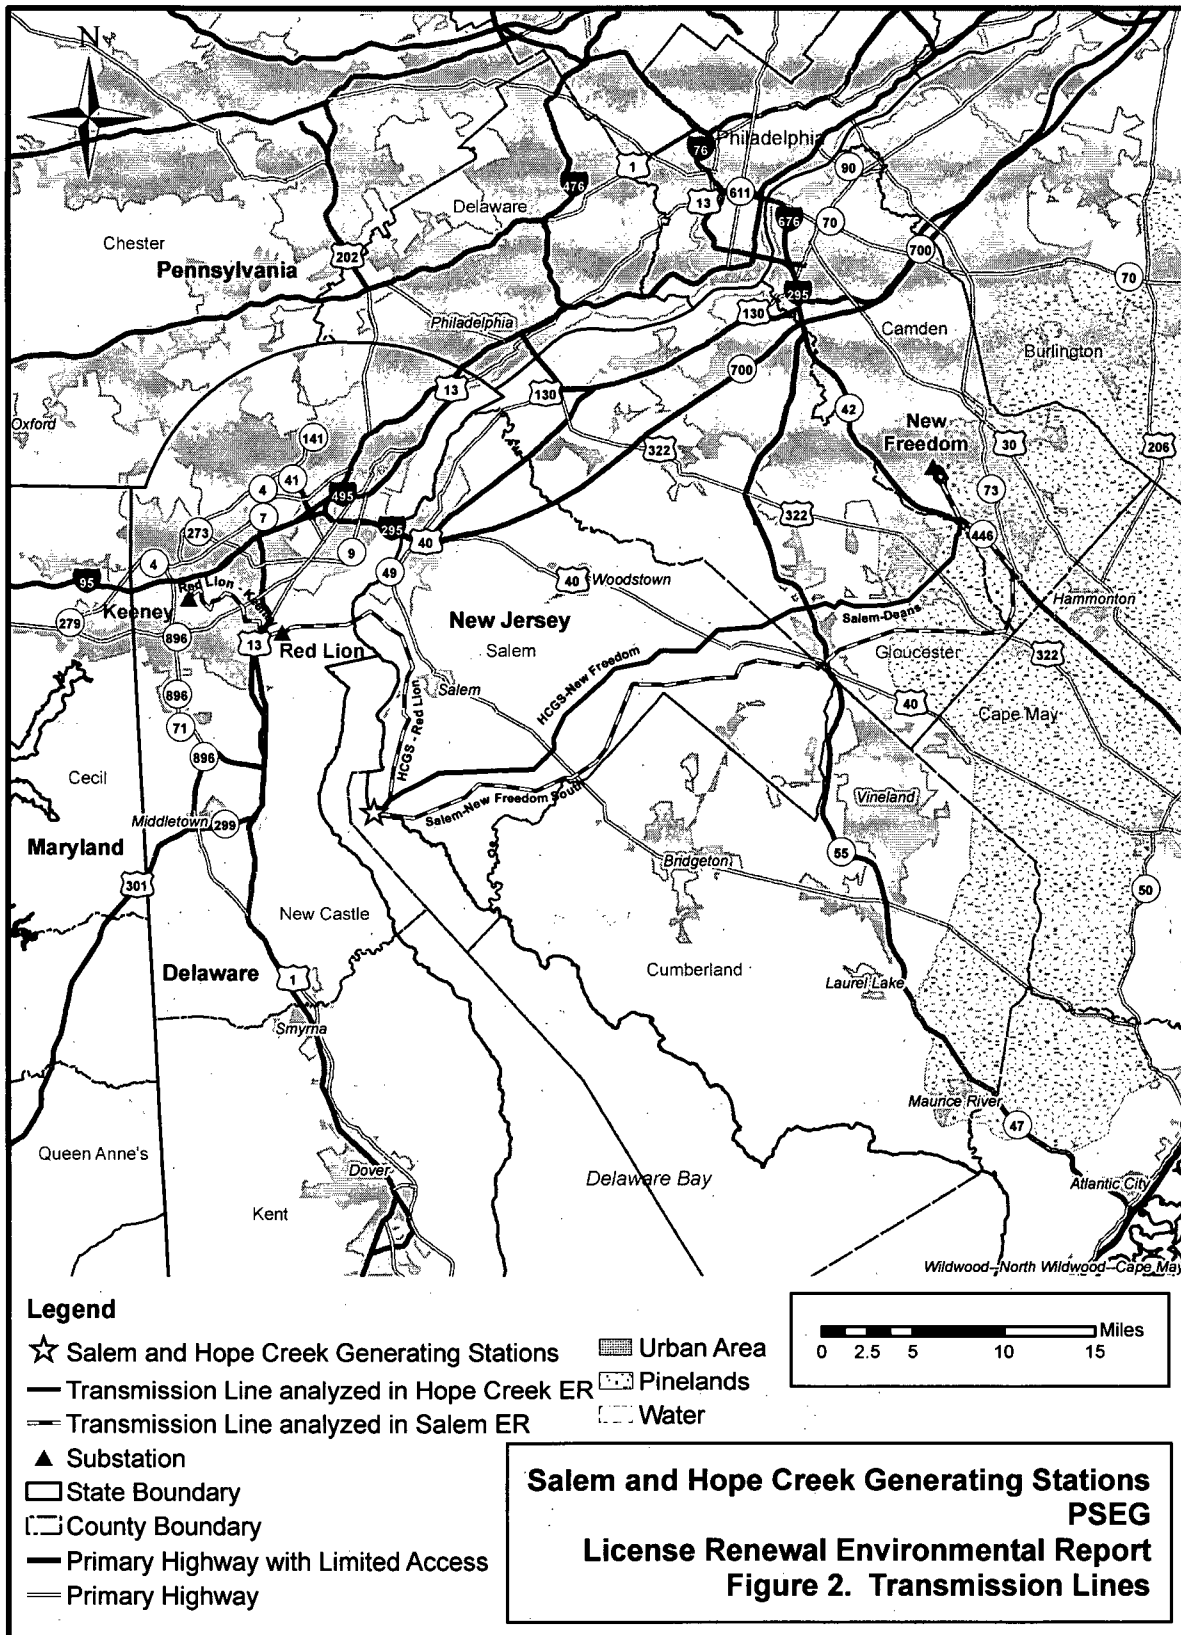 N
Philadelphia
76
1
90
476
Delaware
13
611
676
70
Chester
202
700
Pennsylvania
70
295
130
Philadelphia
Camden
Burlington
700
13
130
42
Oxford
New
Freedom
141
322
30
206
41
4
495
73
7
322
273
295
40
446
9
4
49
95
Red Lion
40
Woodstown
Keeney
Keeney
Hammonton
279
896
New Jersey
Salem-Deans
13
Red Lion
Salem
Gloucester
322
HCGS-New Freedom
896
Salem
40
71
HCGS - Red Lion
Cape May
896
Cecil
Vineland
Salem-New Freedom South
Middletown
299
Maryland
55
Bridgeton
301
50
New Castle
Delaware
Cumberland
1
Laurel Lake
Smyrna
Maurice River
47
Queen Anne's
Dover
Delaware Bay
Atlantic City
Kent
Wildwood--North Wildwood--Cape May
Legend
Salem and Hope Creek Generating Stations
Transmission Line analyzed in Hope Creek ER
Transmission Line analyzed in Salem ER
Substation
State Boundary
County Boundary
Primary Highway with Limited Access
Primary Highway
Urban Area
Pinelands
Water
Miles
0 2.5 5 10 15
Salem and Hope Creek Generating Stations
PSEG
License Renewal Environmental Report
Figure 2. Transmission Lines